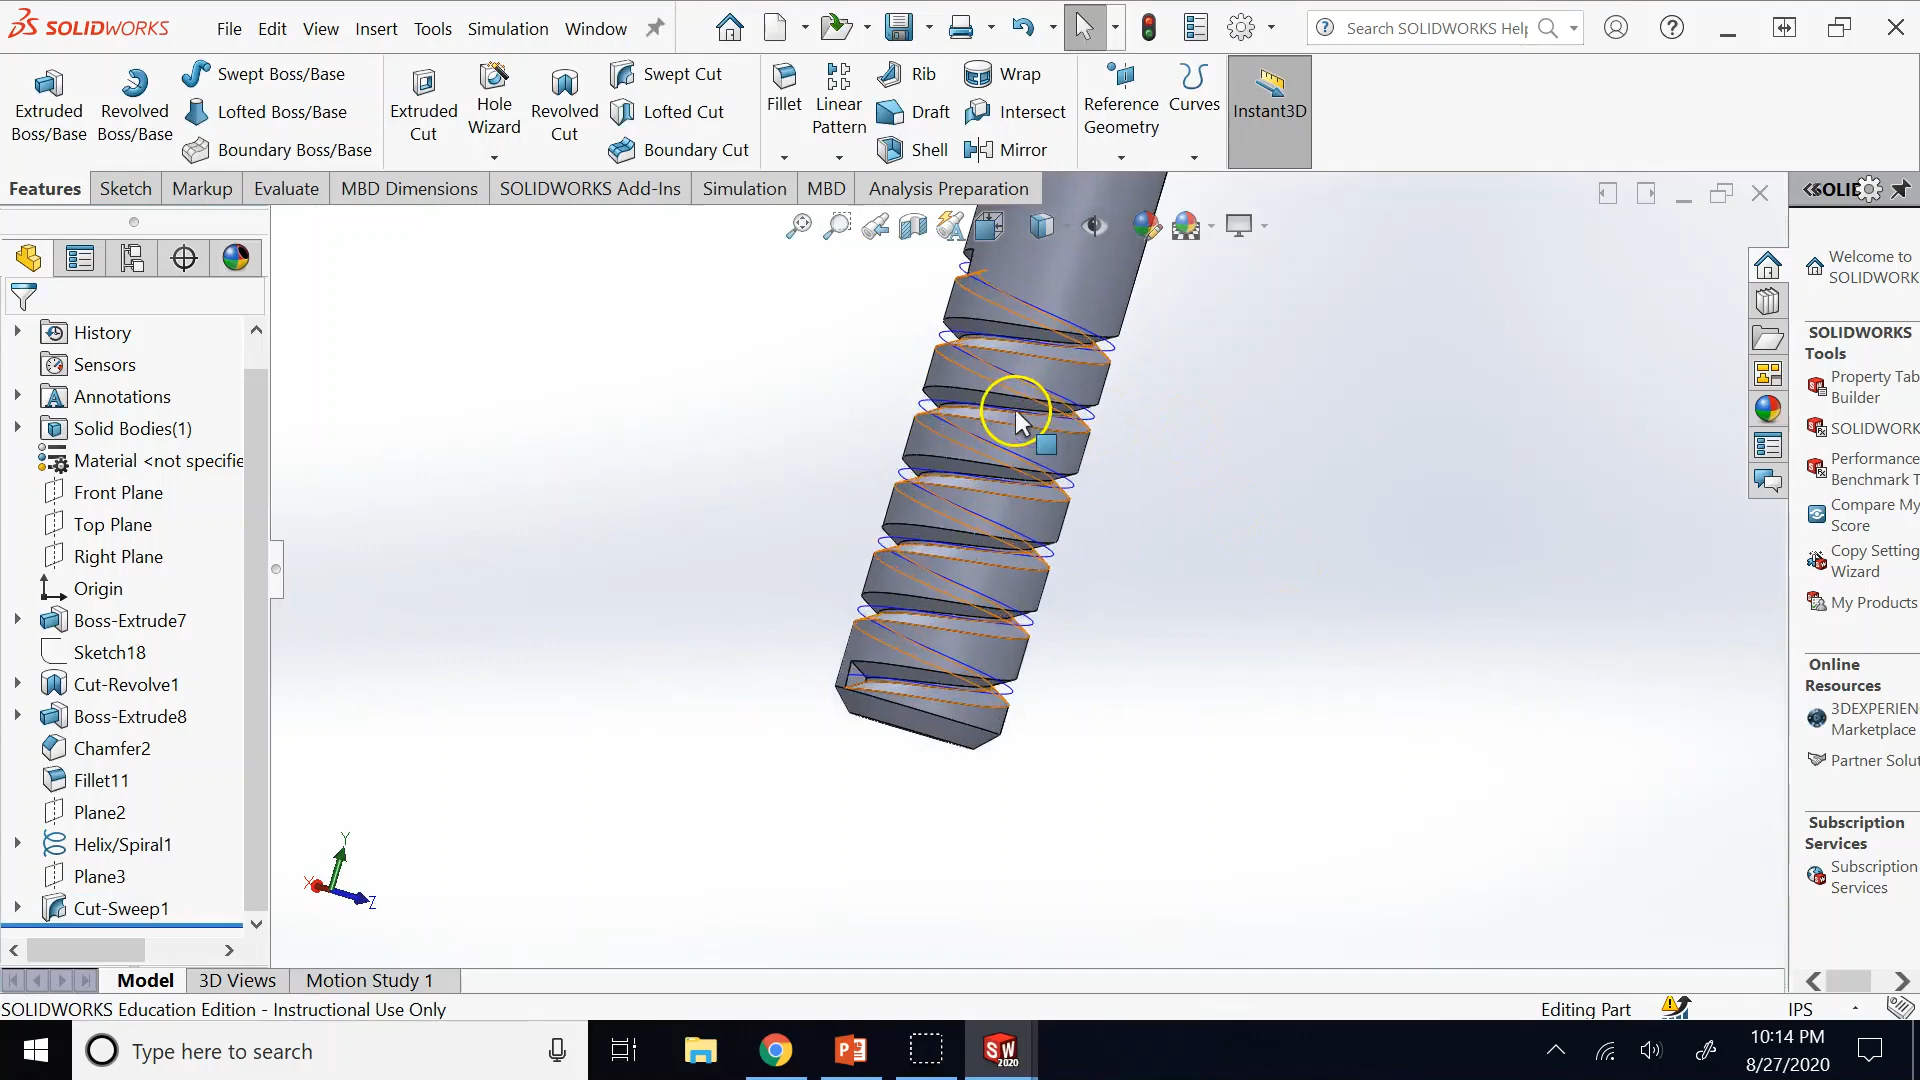 SOLIDWORKS
File Edit View Insert Tools Simulation Window
Search SOLIDWORKS Help
Extruded Boss/Base
Revolved Boss/Base
Swept Boss/Base
Lofted Boss/Base
Boundary Boss/Base
Extruded Cut
Hole Wizard
Revolved Cut
Swept Cut
Lofted Cut
Boundary Cut
Fillet
Linear Pattern
Rib
Draft
Shell
Wrap
Intersect
Mirror
Reference Geometry
Curves
Instant3D
Features Sketch Markup Evaluate MBD Dimensions SOLIDWORKS Add-Ins Simulation MBD Analysis Preparation
SOLID
History
Sensors
Annotations
Solid Bodies(1)
Material <not specifie
Front Plane
Top Plane
Right Plane
Origin
Boss-Extrude7
Sketch18
Cut-Revolve1
Boss-Extrude8
Chamfer2
Fillet11
Plane2
Helix/Spiral1
Plane3
Cut-Sweep1
Y
X
Z
Welcome to
SOLIDWORK
SOLIDWORKS
Tools
Property Tab
Builder
SOLIDWORK
Performance
Benchmark T
Compare My
Score
Copy Setting
Wizard
My Products
Online
Resources
3DEXPERIEN
Marketplace
Partner Solut
Subscription
Services
Subscription
Services
Model 3D Views Motion Study 1
SOLIDWORKS Education Edition - Instructional Use Only
Editing Part
IPS
Type here to search
SW
2020
10:14 PM
8/27/2020